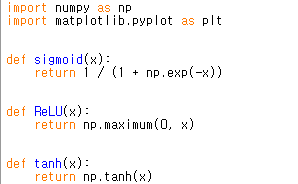 import numpy as np
import matplotlib.pyplot as plt
def sigmoid(x):
    return 1 / (1 + np.exp(-x))
def ReLU(x):
    return np.maximum(0, x)
def tanh(x):
    return np.tanh(x)